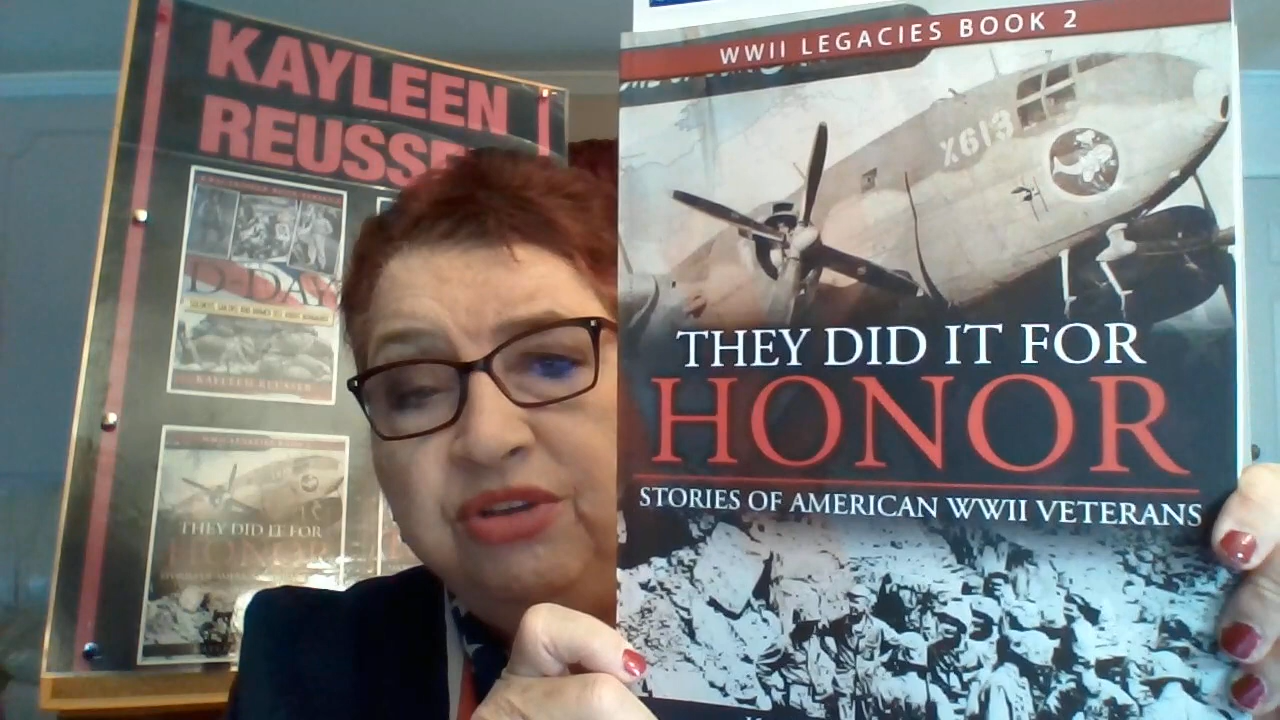 KAYLEEN
D-DAY
KAYLEEN REUSSER
THEY DID IT FOR
HONOR
WWII LEGACIES BOOK 2
X613
THEY DID IT FOR
HONOR
STORIES OF AMERICAN WWII VETERANS